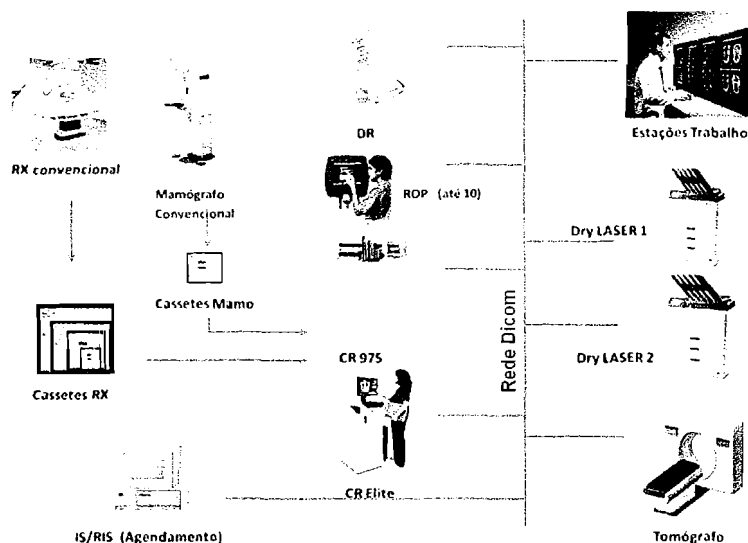 DR
Estações Trabalho
RX convencional
Mamógrafo
Convencional
ROP (até 10)
Dry LASER 1
Cassetes Mamo
Rede Dicom
CR 975
Dry LASER 2
Cassetes RX
CR Elite
IS/RIS (Agendamento)
Tomógrafo